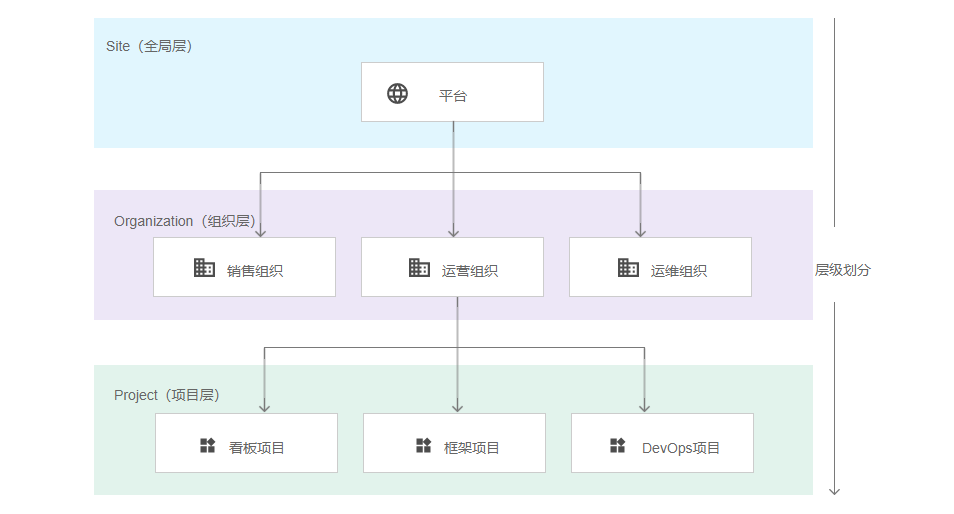 Site（全局层）
平台
Organization（组织层）
销售组织
运营组织
运维组织
层级划分
Project（项目层）
看板项目
框架项目
DevOps项目